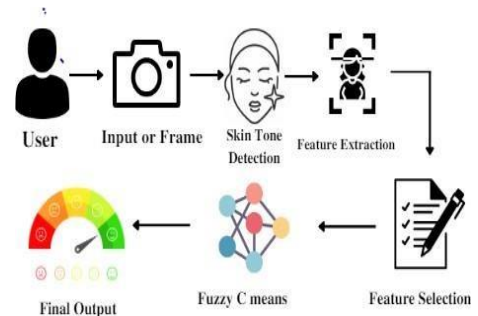 User
Input or Frame
Skin Tone
Detection
Feature Extraction
Final Output
Fuzzy C means
Feature Selection